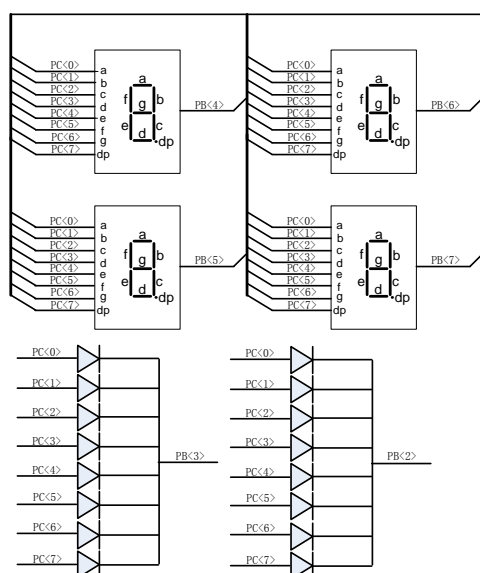 PC<0> a PC<0> a
PC<1> b a PC<1> b a
PC<2> c f b PC<2> c f b
PC<3> d g PB<4> PC<3> d g PB<6>
PC<4> e PC<4> e
PC<5> f e c PC<5> f e c
PC<6> g d dp PC<6> g d dp
PC<7> dp PC<7> dp
PC<0> a PC<0> a
PC<1> b a PC<1> b a
PC<2> c f b PC<2> c f b
PC<3> d g PB<5> PC<3> d g PB<7>
PC<4> e PC<4> e
PC<5> f e c PC<5> f e c
PC<6> g d dp PC<6> g d dp
PC<7> dp PC<7> dp
PC<0> PC<0>
PC<1> PC<1>
PC<2> PC<2>
PC<3> PC<3>
PB<3> PB<2>
PC<4> PC<4>
PC<5> PC<5>
PC<6> PC<6>
PC<7> PC<7>